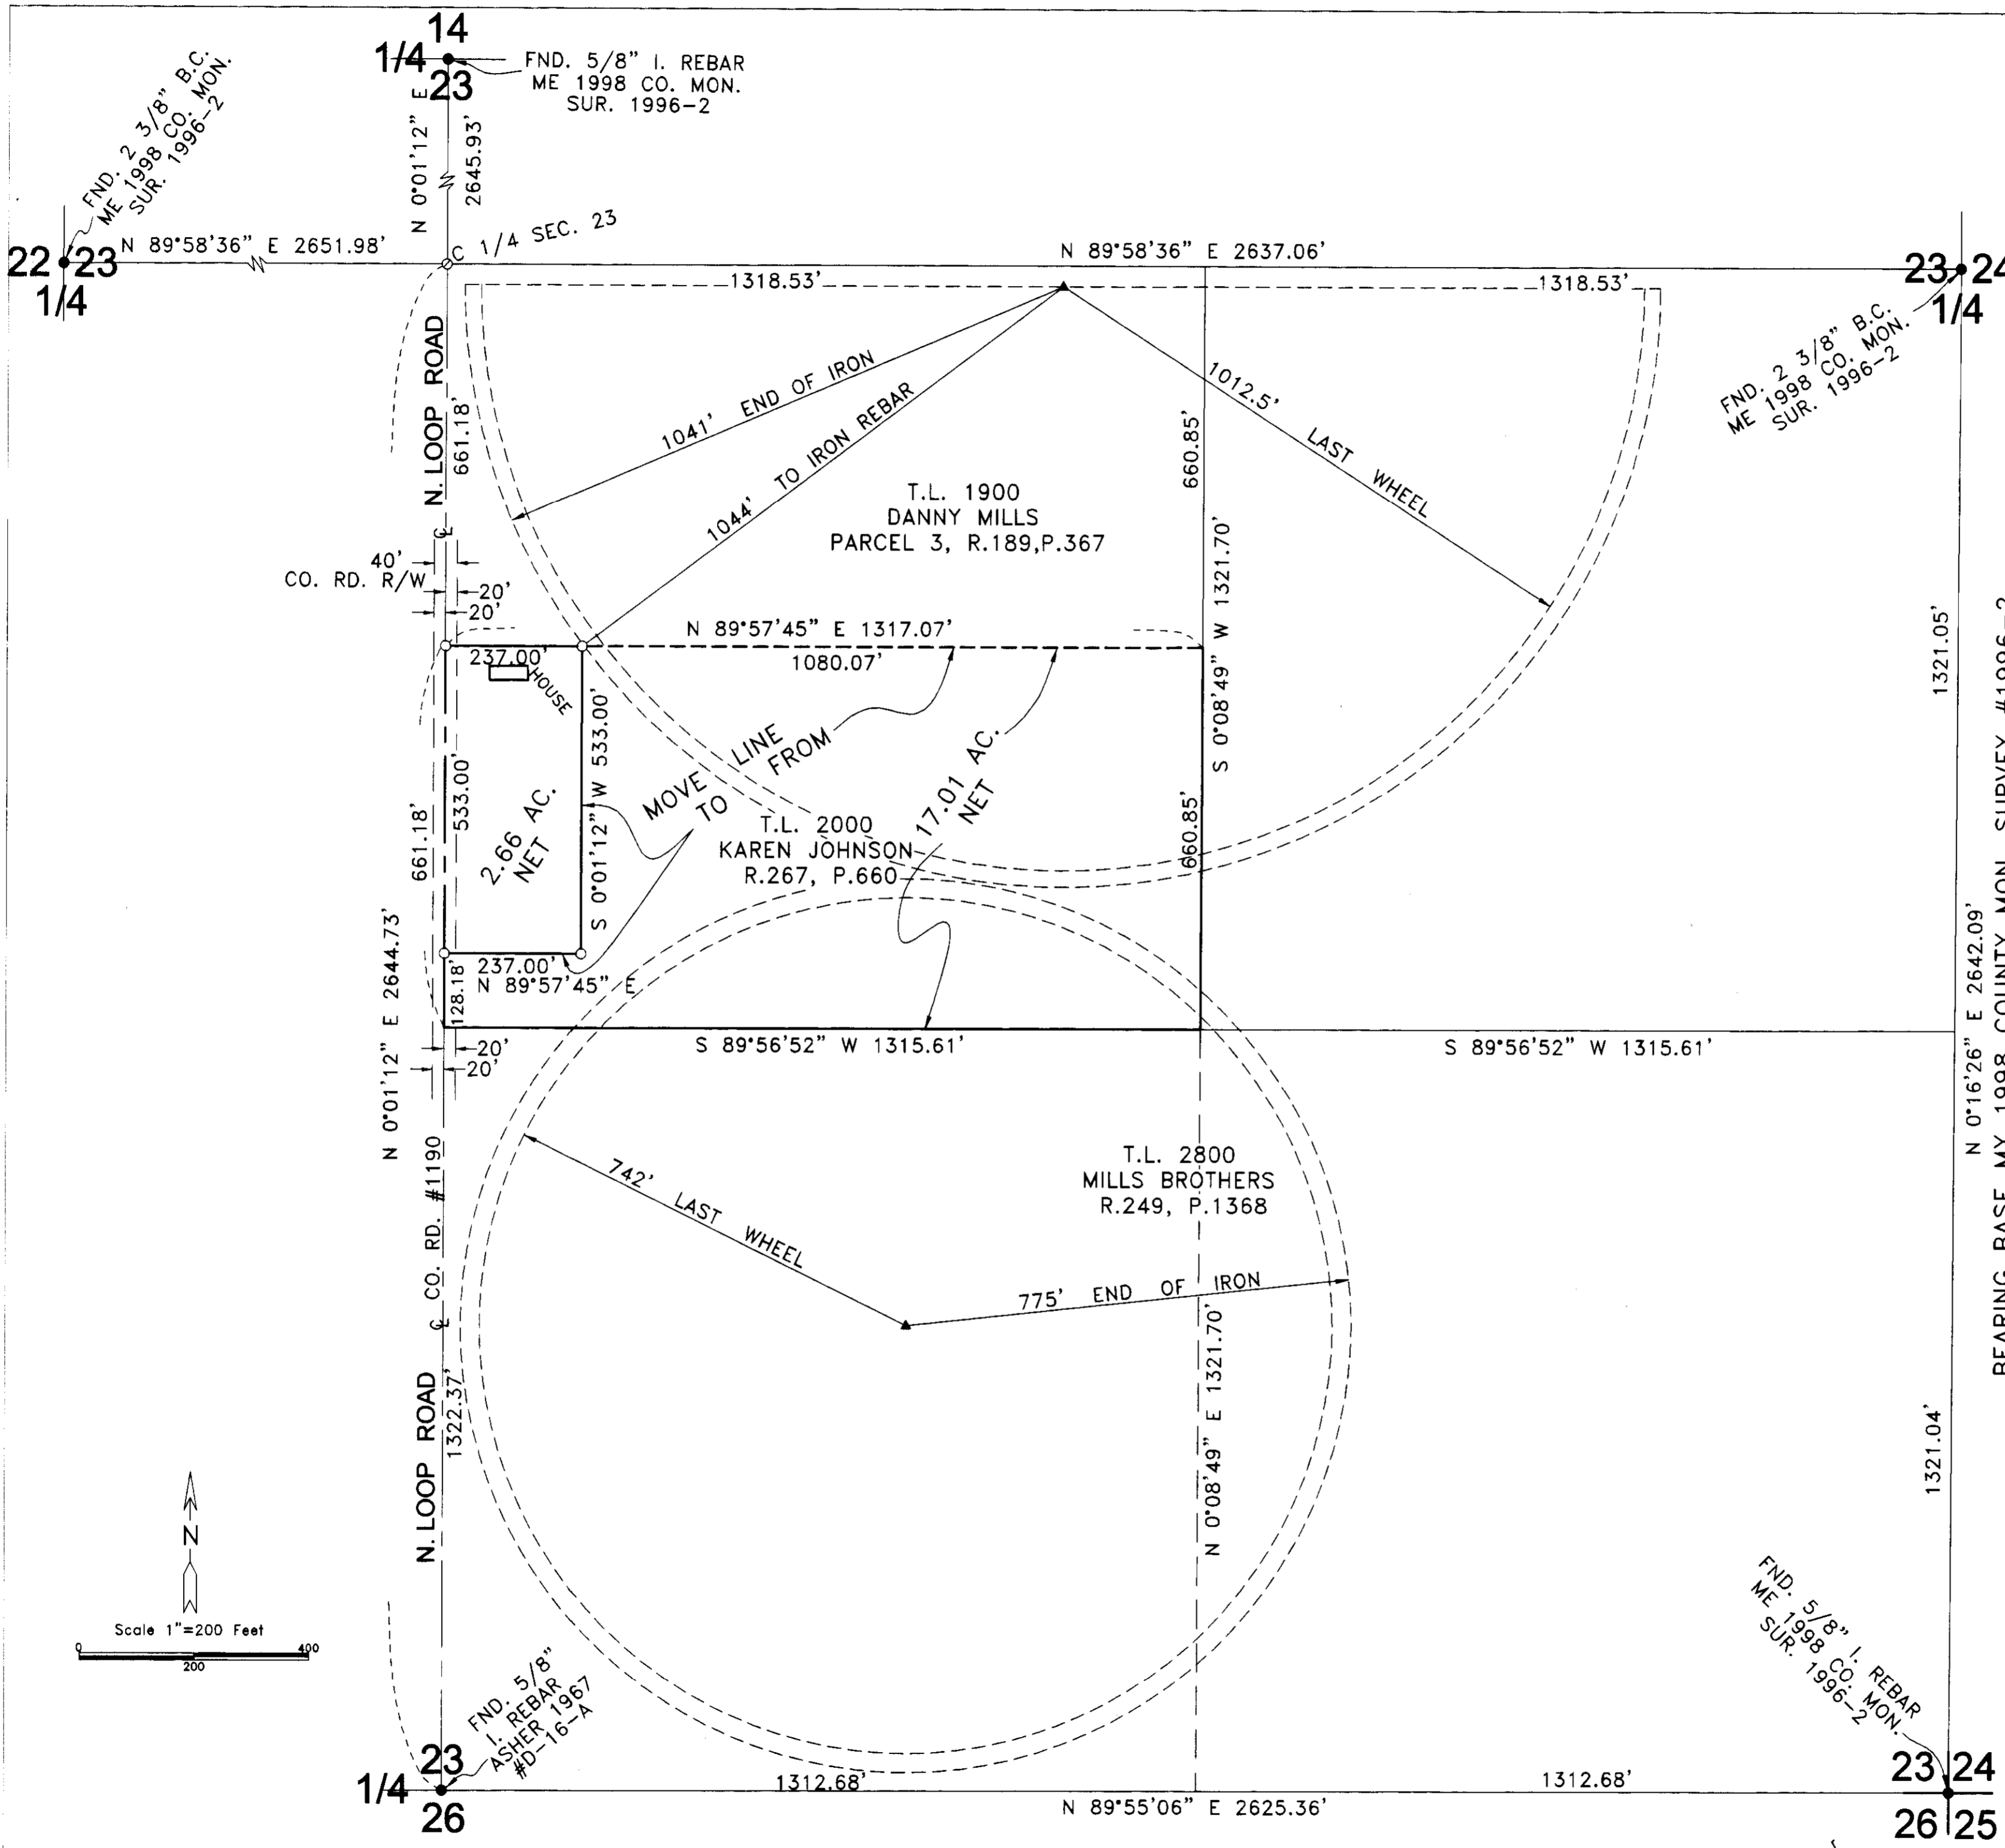 14
1/4
23
FND. 5/8" I. REBAR
ME 1998 CO. MON.
SUR. 1996-2
FND. 2 3/8" B.C.
ME 1998 CO. MON.
SUR. 1996-2
N 0°01'12" E
2645.93'
C 1/4 SEC. 23
22 23
1/4
N 89°58'36" E 2651.98'
N 89°58'36" E 2637.06'
23 24
1/4
1318.53'
1318.53'
FND. 2 3/8" B.C.
ME 1998 CO. MON.
SUR. 1996-2
N. LOOP ROAD
661.18'
1041' END OF IRON
1044' TO IRON REBAR
1012.5' LAST WHEEL
660.85'
T.L. 1900
DANNY MILLS
PARCEL 3, R.189,P.367
S 0°08'49" W 1321.70'
℄
40'
CO. RD. R/W
20'
20'
N 89°57'45" E 1317.07'
237.00'
1080.07'
HOUSE
1321.05'
MOVE LINE
FROM
TO
661.18'
533.00'
2.66 AC.
NET
S 0°01'12" W 533.00'
17.01 AC.
NET
T.L. 2000
KAREN JOHNSON
R.267, P.660
660.85'
237.00'
N 89°57'45" E
128.18'
N 0°01'12" E 2644.73'
20'
20'
S 89°56'52" W 1315.61'
S 89°56'52" W 1315.61'
N 0°16'26" E 2642.09'
BEARING BASE MY 1998 COUNTY MON. SURVEY #1996-2
℄ CO. RD. #1190
T.L. 2800
MILLS BROTHERS
R.249, P.1368
742' LAST WHEEL
775' END OF IRON
N 0°08'49" E 1321.70'
N. LOOP ROAD
1322.37'
1321.04'
N
Scale 1"=200 Feet
0 400
200
FND. 5/8"
I. REBAR
ASHER 1967
#D-16-A
FND. 5/8" I. REBAR
ME 1998 CO. MON.
SUR. 1996-2
23
1/4
26
1312.68'
1312.68'
N 89°55'06" E 2625.36'
23 24
26 25